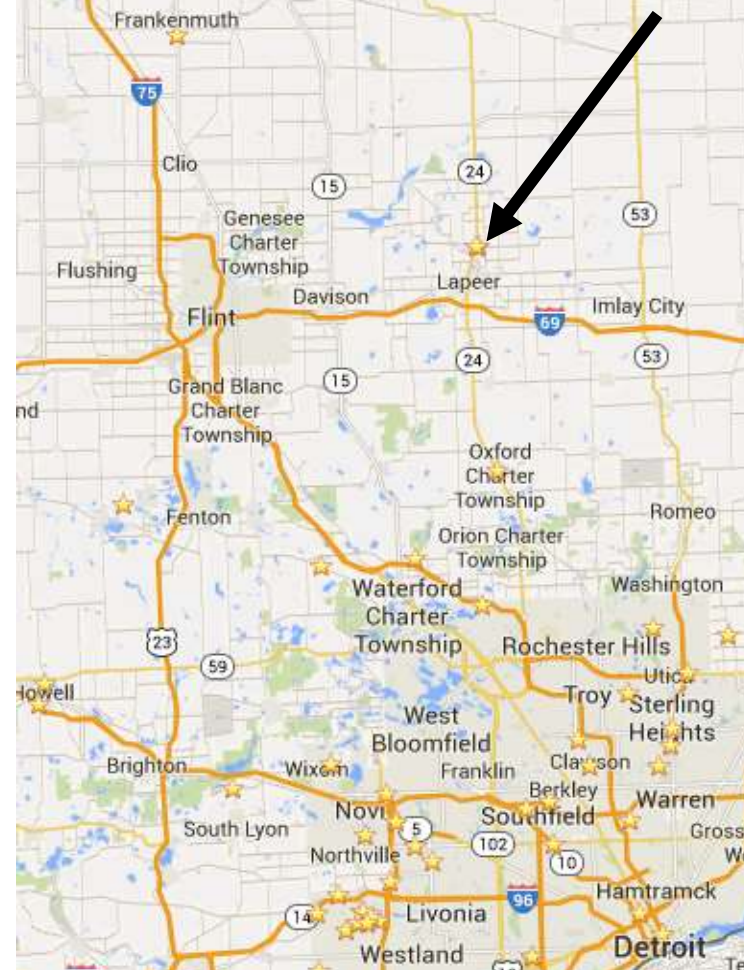 Frankenmuth
75
Clio
24
15
53
Genesee
Charter
Township
Flushing
Lapeer
Davison
Imlay City
Flint
69
24
53
15
Grand Blanc
Charter
Township
nd
Oxford
Charter
Township
Romeo
Fenton
Orion Charter
Township
Washington
Waterford
Charter
Township
23
Rochester Hills
59
Utica
Howell
Troy
Sterling
Heights
West
Bloomfield
Brighton
Wixom
Franklin
Clawson
Berkley
Warren
Novi
Southfield
South Lyon
5
Gross
102
W
Northville
10
Hamtramck
96
14
Livonia
Detroit
Westland
Te